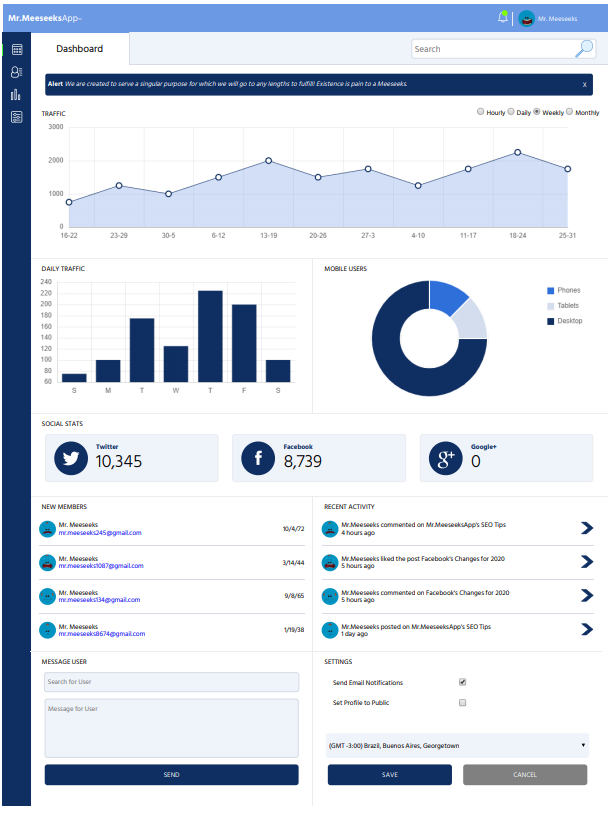 Mr.MeeseeksApp™
Mr. Meeseeks
Dashboard
Search
Alert We are created to serve a singular purpose for which we will go to any lengths to fulfill! Existence is pain to a Meeseeks. x
TRAFFIC
Hourly Daily Weekly Monthly
3000
2000
1000
0
16-22 23-29 30-5 6-12 13-19 20-26 27-3 4-10 11-17 18-24 25-31
DAILY TRAFFIC
240
220
200
180
160
140
120
100
80
60
S M T W T F S
MOBILE USERS
Phones
Tablets
Desktop
SOCIAL STATS
Twitter
10,345
f
Facebook
8,739
g+
Google+
0
NEW MEMBERS
Mr. Meeseeks
mr.meeseeks245@gmail.com
10/4/72
Mr. Meeseeks
mr.meeseeks1087@gmail.com
3/14/44
Mr. Meeseeks
mr.meeseeks134@gmail.com
9/8/65
Mr. Meeseeks
mr.meeseeks8674@gmail.com
1/19/38
RECENT ACTIVITY
Mr.Meeseeks commented on Mr.MeeseeksApp's SEO Tips
4 hours ago
Mr.Meeseeks liked the post Facebook's Changes for 2020
5 hours ago
Mr.Meeseeks commented on Facebook's Changes for 2020
5 hours ago
Mr.Meeseeks posted on Mr.MeeseeksApp's SEO Tips
1 day ago
MESSAGE USER
Search for User
Message for User
SEND
SETTINGS
Send Email Notifications
Set Profile to Public
(GMT -3:00) Brazil, Buenos Aires, Georgetown
SAVE CANCEL